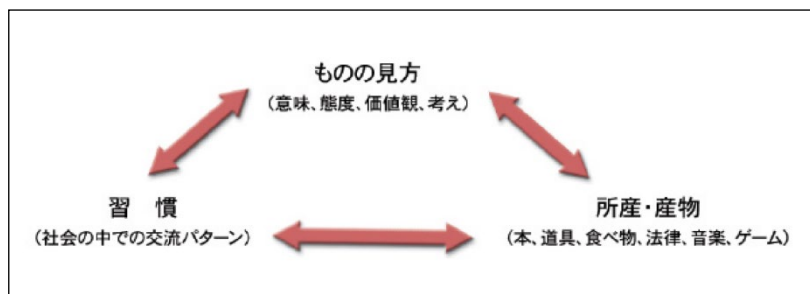 ものの見方
（意味、態度、価値観、考え）
習　慣
（社会の中での交流パターン）
所産・産物
（本、道具、食べ物、法律、音楽、ゲーム）